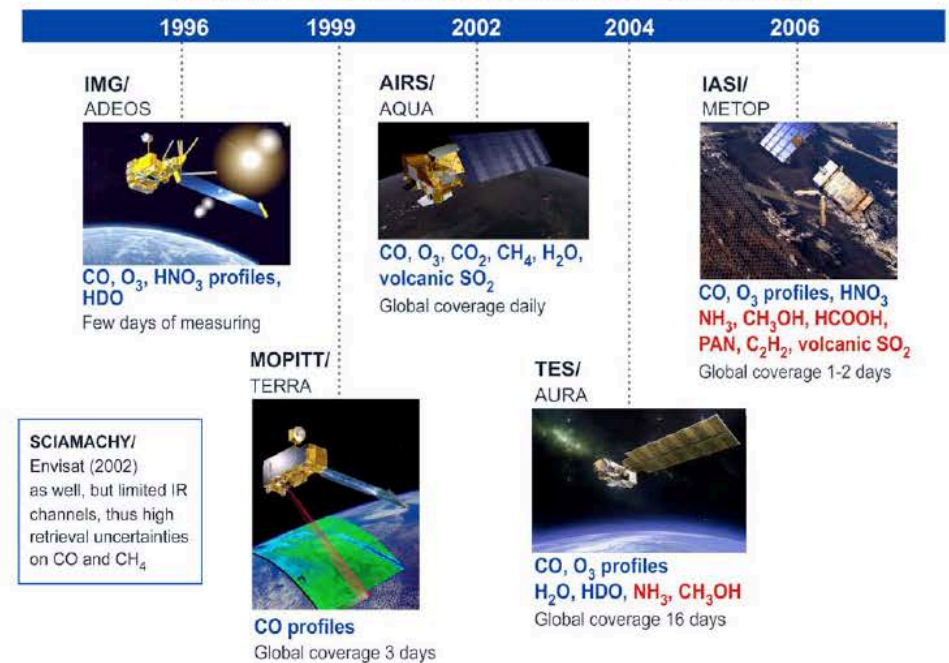 1996
1999
2002
2004
2006
IMG/
ADEOS
CO, O₃, HNO₃ profiles,
HDO
Few days of measuring
AIRS/
AQUA
CO, O₃, CO₂, CH₄, H₂O,
volcanic SO₂
Global coverage daily
IASI/
METOP
CO, O₃ profiles, HNO₃
NH₃, CH₃OH, HCOOH,
PAN, C₂H₂, volcanic SO₂
Global coverage 1-2 days
SCIAMACHY/
Envisat (2002)
as well, but limited IR
channels, thus high
retrieval uncertainties
on CO and CH₄
MOPITT/
TERRA
CO profiles
Global coverage 3 days
TES/
AURA
CO, O₃ profiles
H₂O, HDO, NH₃, CH₃OH
Global coverage 16 days